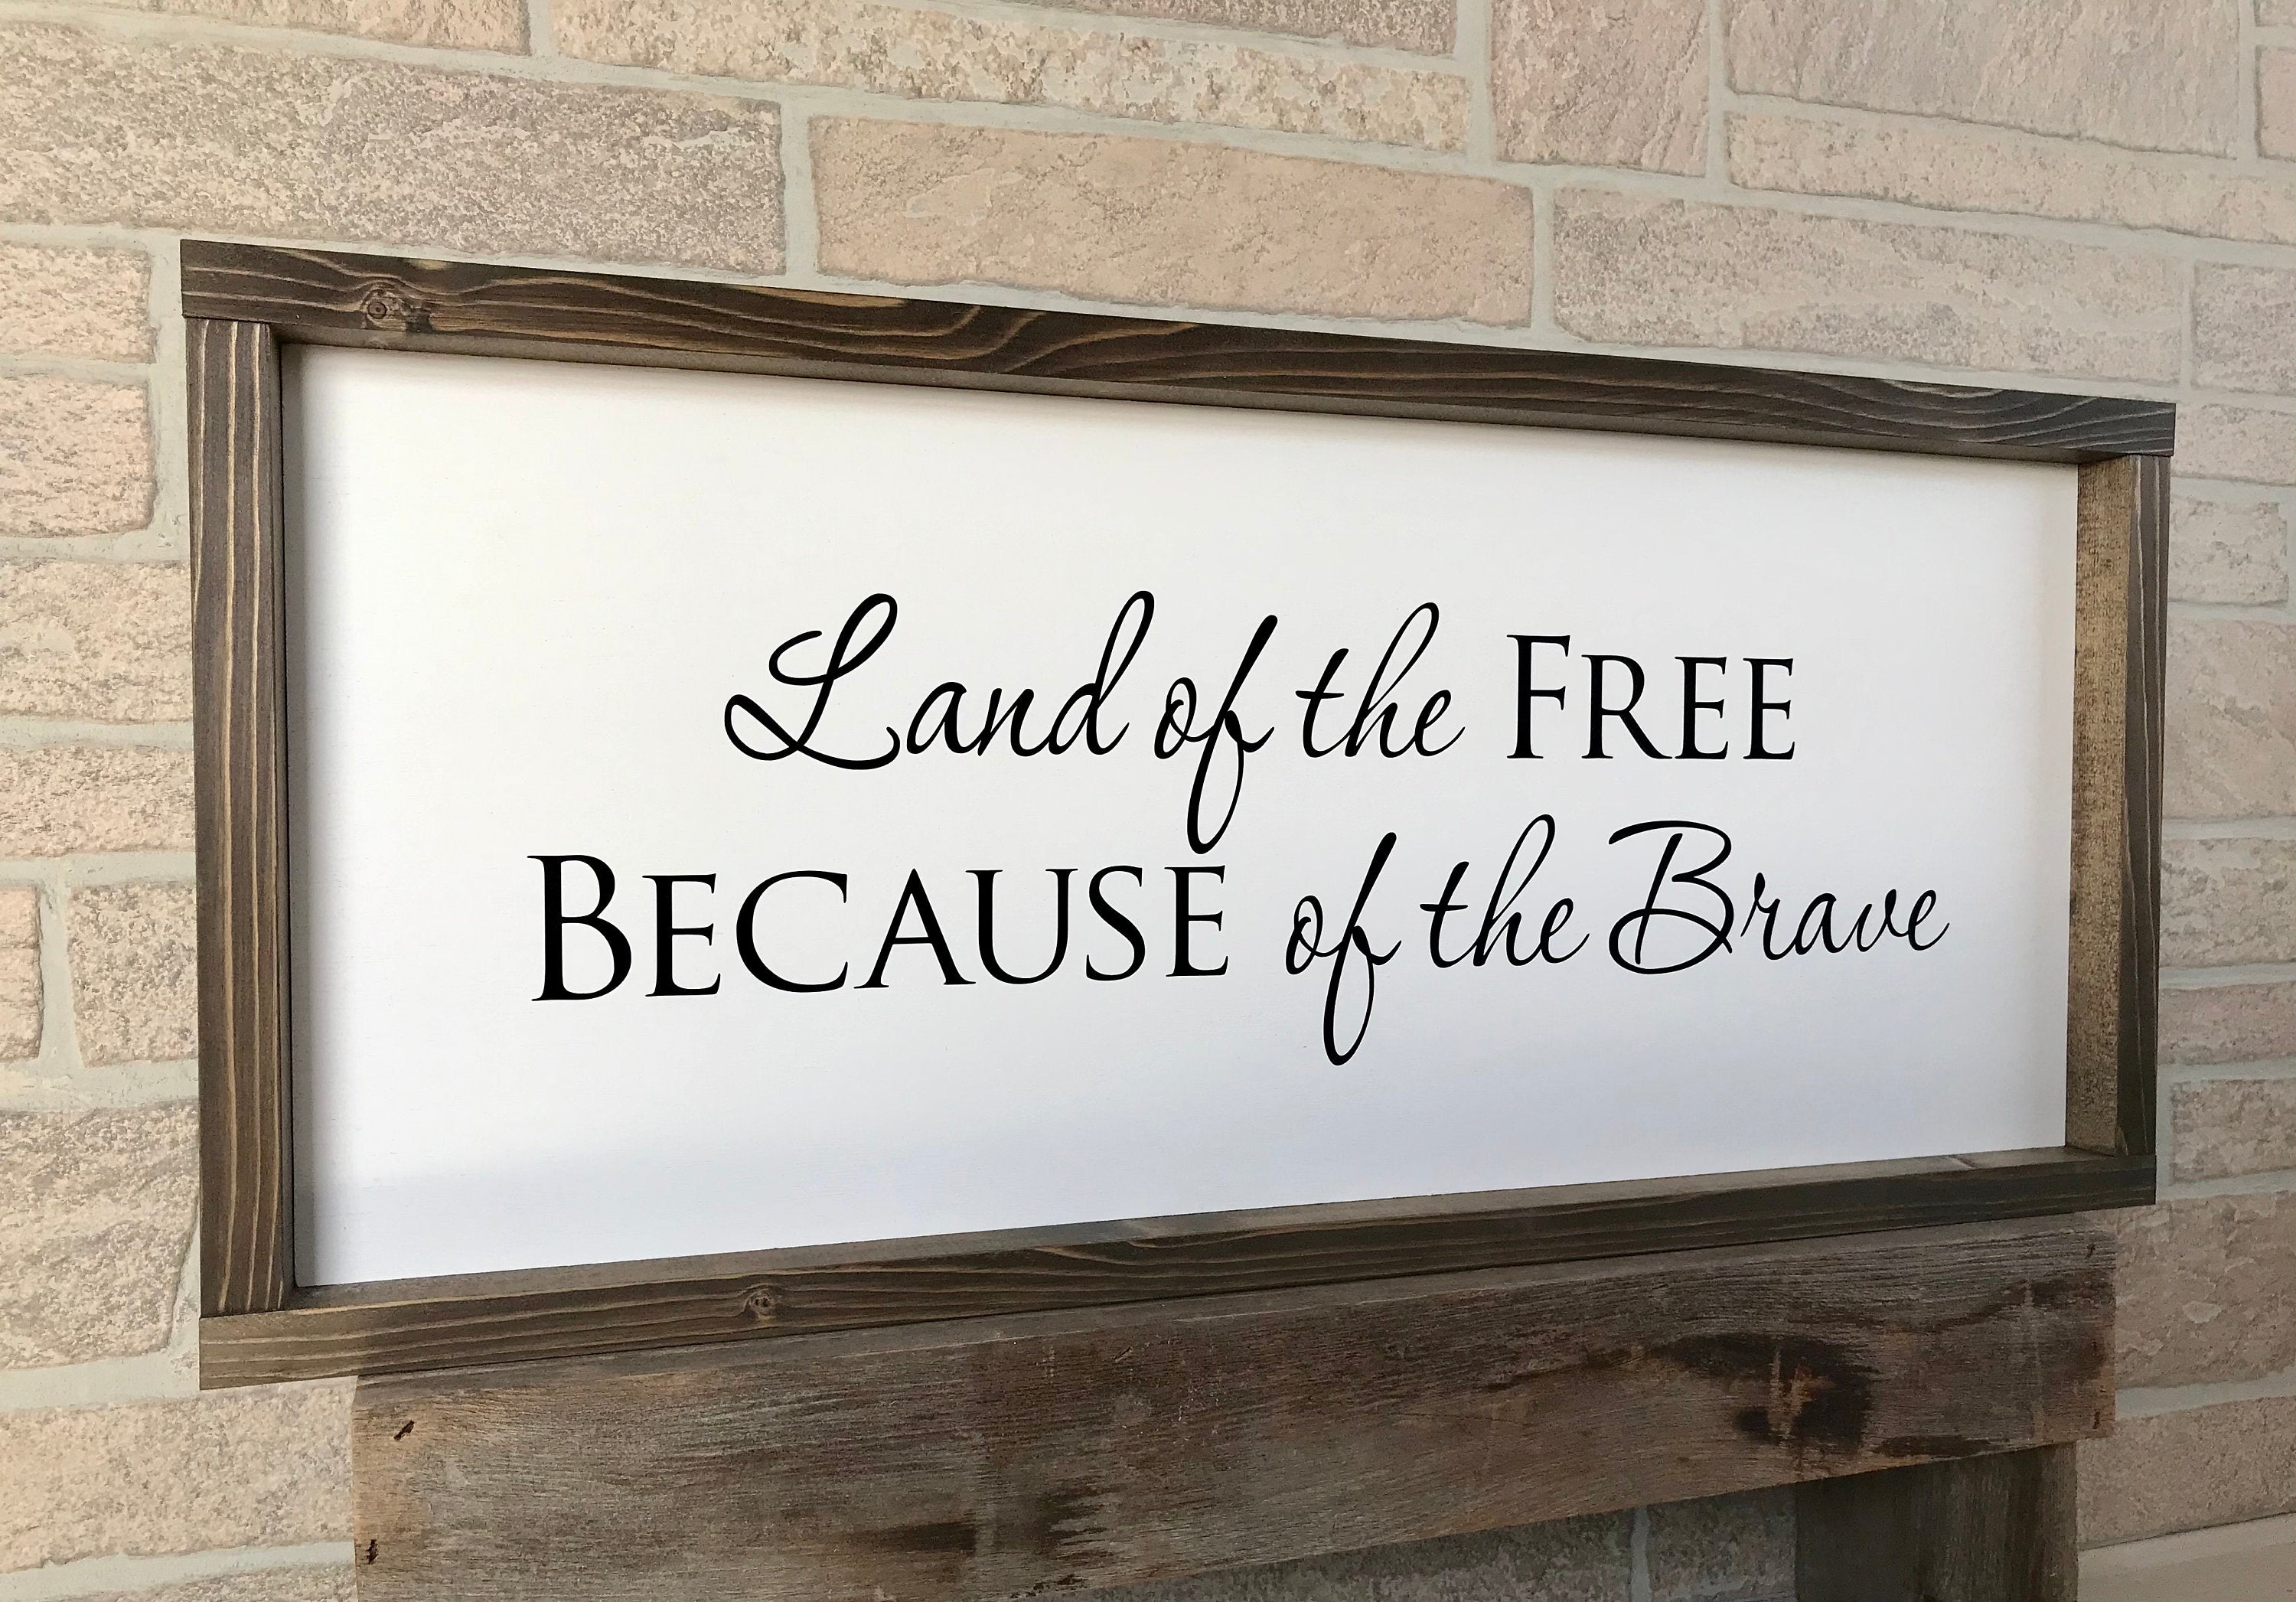 Land of the FREE
BECAUSE of the Brave